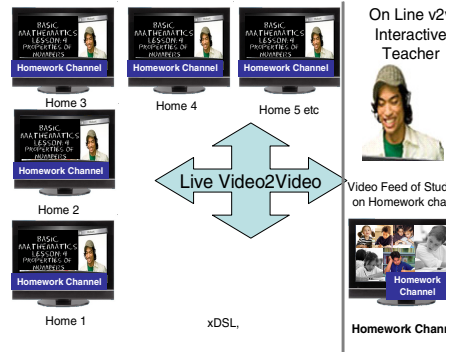 BASIC
MATHEMATICS
LESSON: 4
PROPERTIES OF
NUMBERS
Homework Channel
Home 3
BASIC
MATHEMATICS
LESSON: 4
PROPERTIES OF
NUMBERS
Homework Channel
Home 4
BASIC
MATHEMATICS
LESSON: 4
PROPERTIES OF
NUMBERS
Homework Channel
Home 5 etc
On Line v2
Interactive
Teacher
BASIC
MATHEMATICS
LESSON: 4
PROPERTIES OF
NUMBERS
Homework Channel
Home 2
Live Video2Video
Video Feed of Stud
on Homework cha
BASIC
MATHEMATICS
LESSON: 4
PROPERTIES OF
NUMBERS
Homework Channel
Home 1
xDSL,
Homework
Channel
Homework Chan